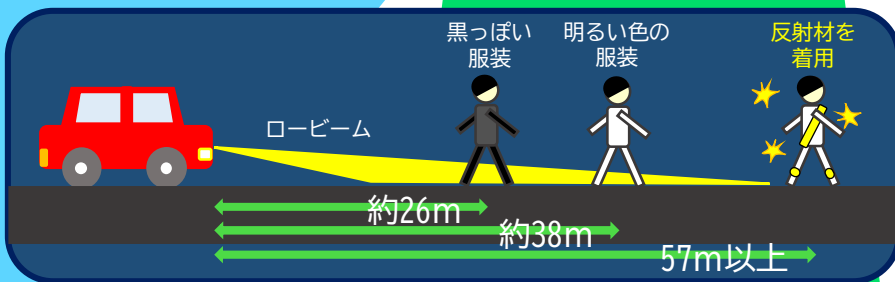 黒っぽい
服装
明るい色の
服装
反射材を
着用
ロービーム
約26m
約38m
57m以上